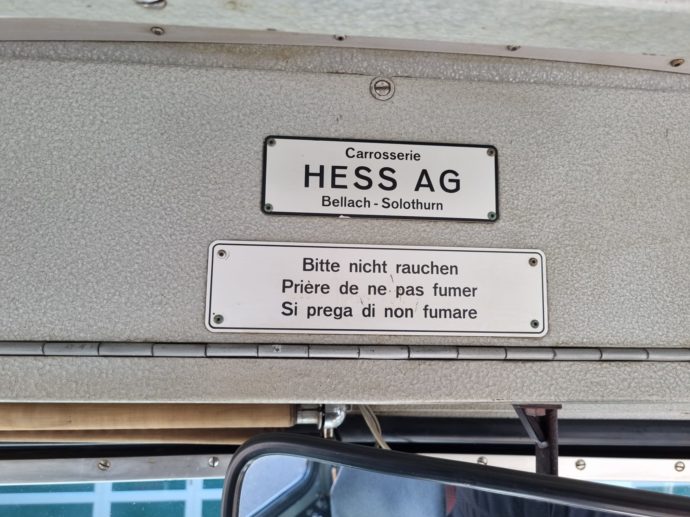 Carrosserie
HESS AG
Bellach - Solothurn
Bitte nicht rauchen
Prière de ne pas fumer
Si prega di non fumare